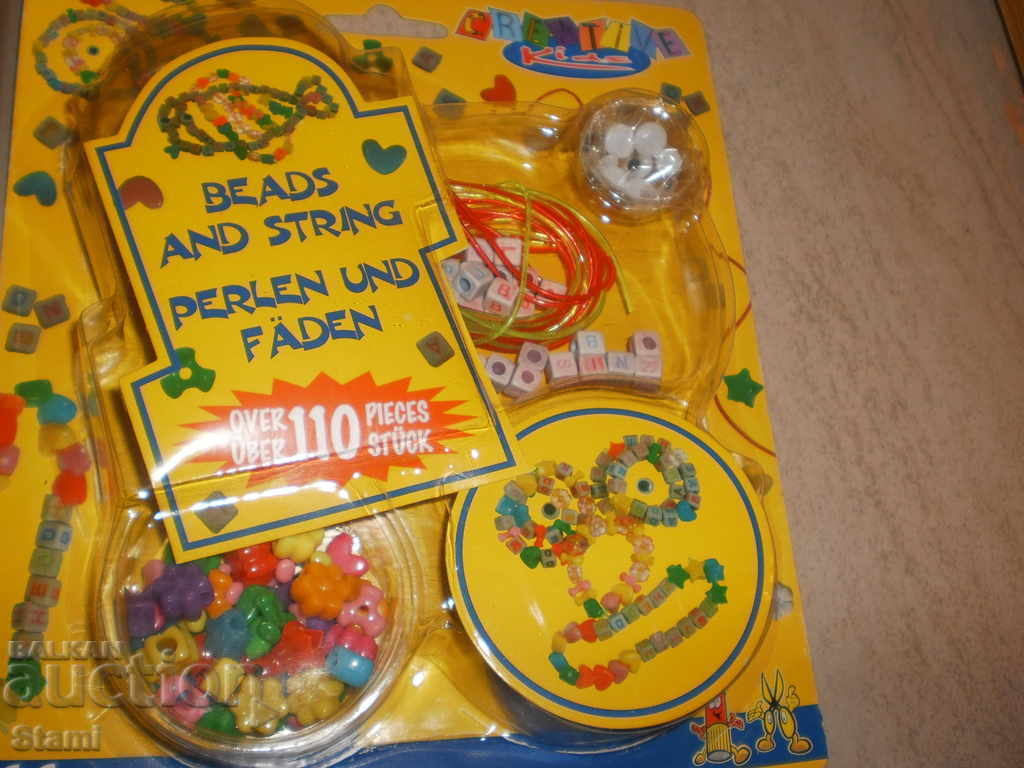 CREATIVE
Kids
BEADS
AND STRING
PERLEN UND
FÄDEN
OVER 110 PIECES
ÜBER STÜCK
BALKAN
auction
Stami